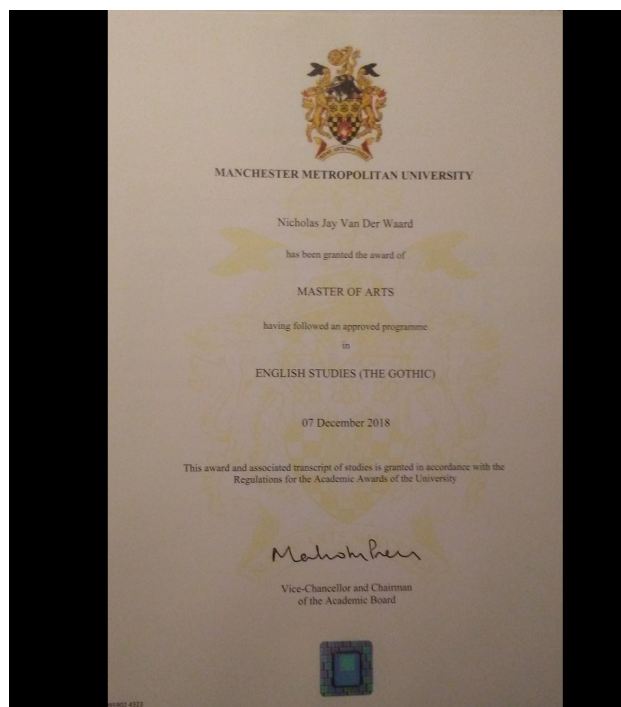 MANCHESTER METROPOLITAN UNIVERSITY
Nicholas Jay Van Der Waard
has been granted the award of
MASTER OF ARTS
having followed an approved programme
in
ENGLISH STUDIES (THE GOTHIC)
07 December 2018
This award and associated transcript of studies is granted in accordance with the
Regulations for the Academic Awards of the University
Vice-Chancellor and Chairman
of the Academic Board